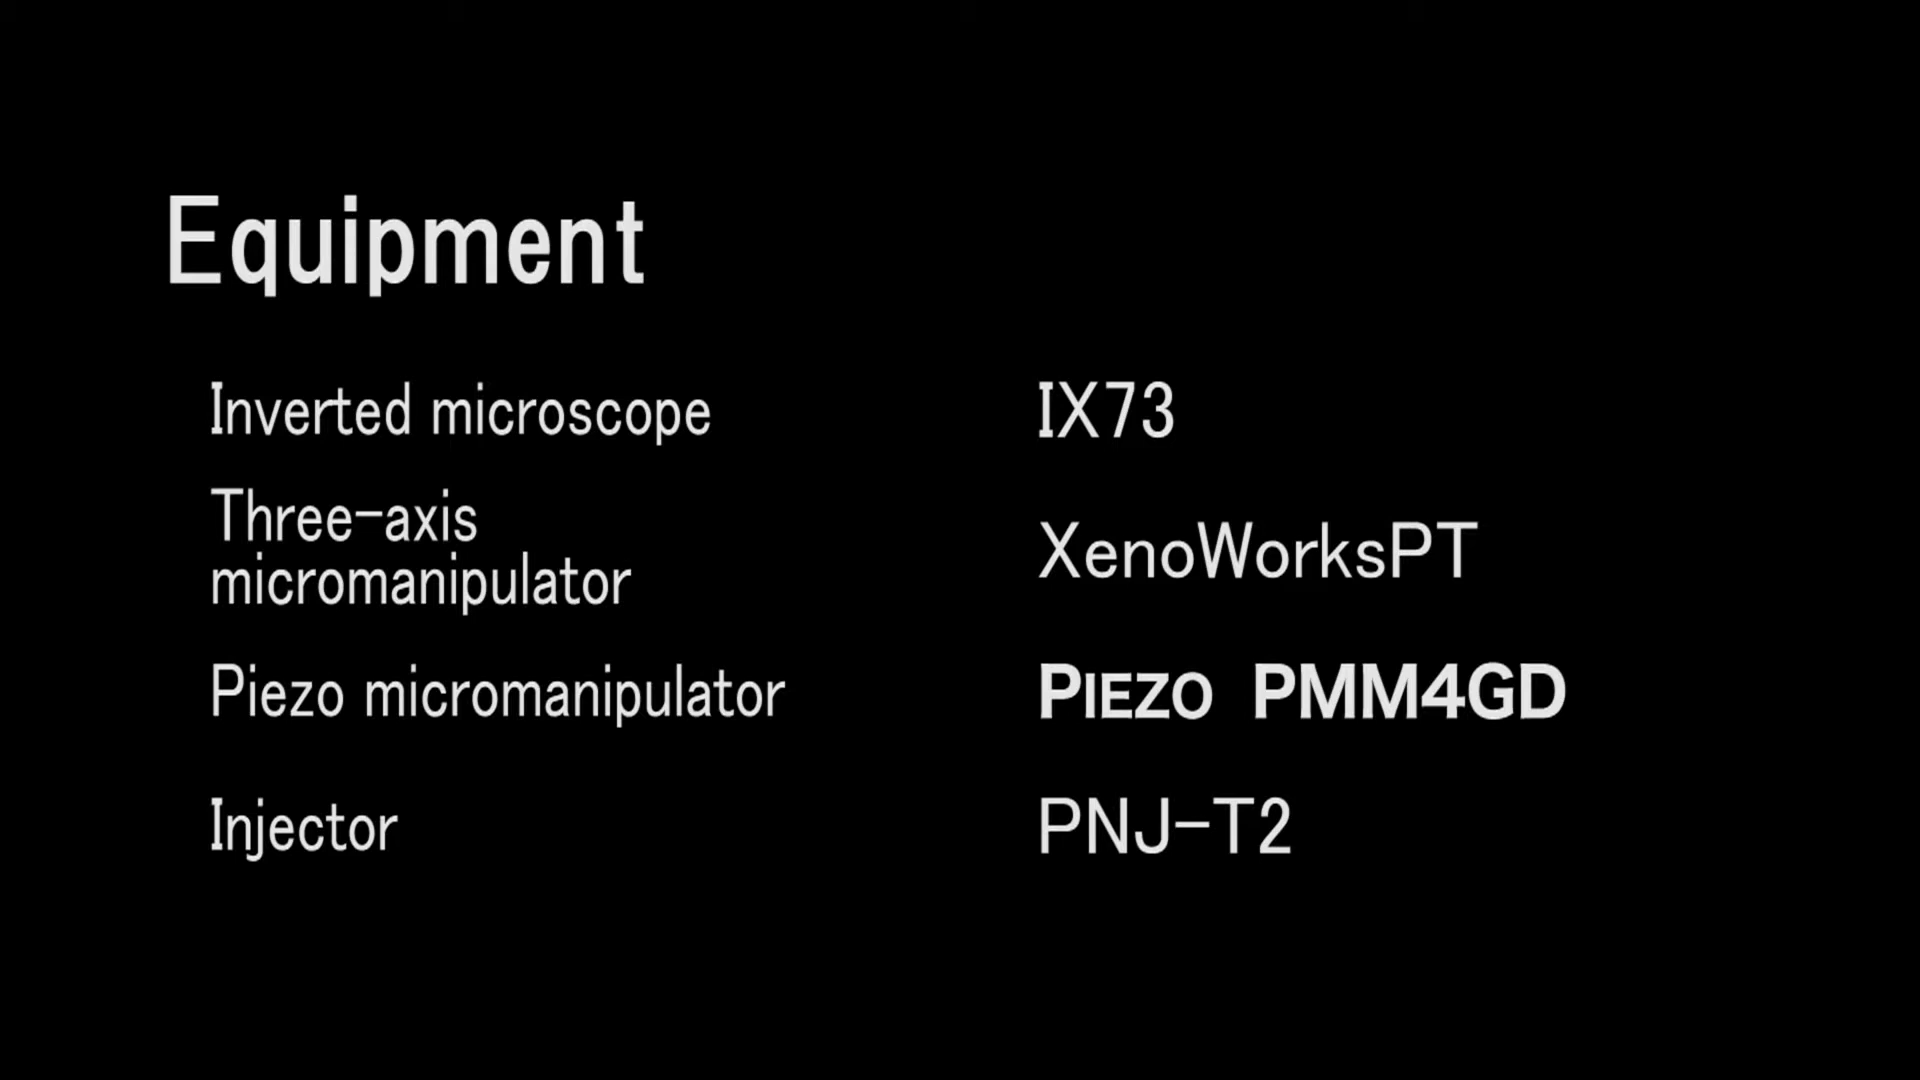 Equipment
Inverted microscope IX73
Three-axis
micromanipulator XenoWorksPT
Piezo micromanipulator PIEZO PMM4GD
Injector PNJ-T2